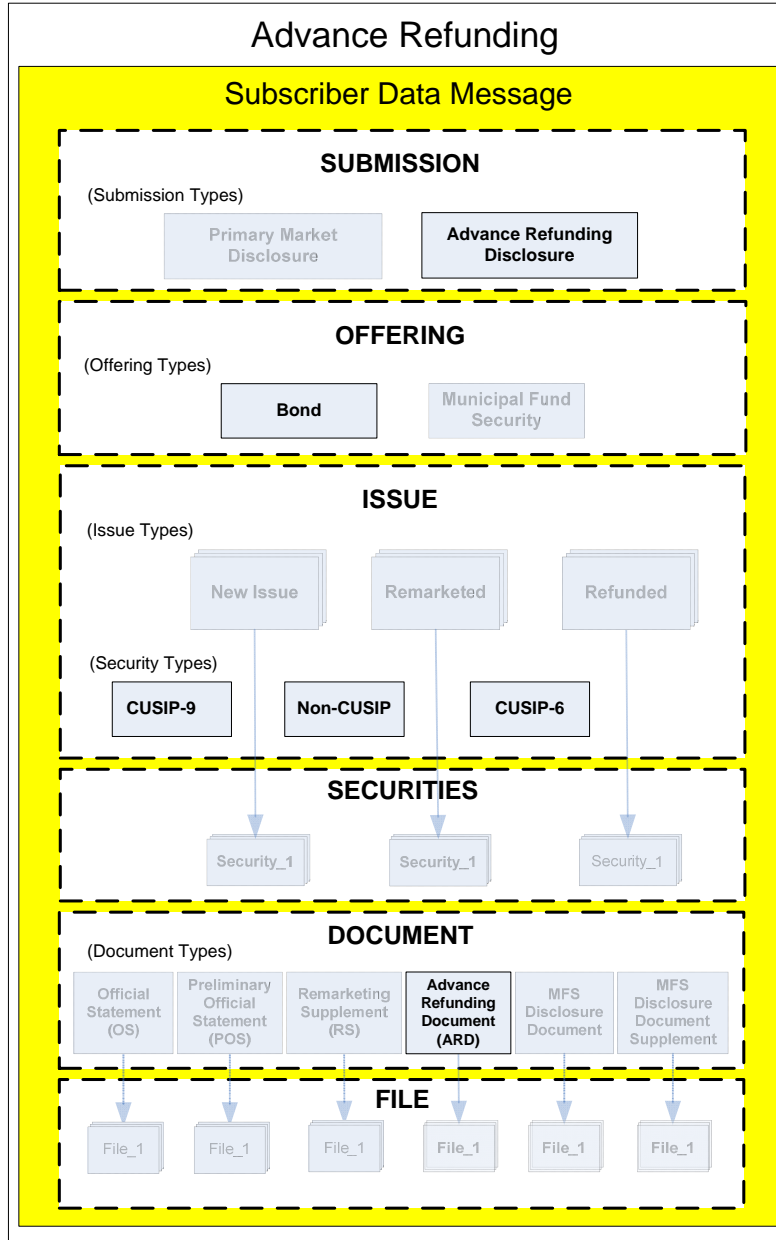 Advance Refunding
Subscriber Data Message
SUBMISSION
(Submission Types)
Primary Market
Disclosure
Advance Refunding
Disclosure
OFFERING
(Offering Types)
Bond
Municipal Fund
Security
ISSUE
(Issue Types)
New Issue
Remarketed
Refunded
(Security Types)
CUSIP-9
Non-CUSIP
CUSIP-6
SECURITIES
Security_1
Security_1
Security_1
DOCUMENT
(Document Types)
Official
Statement
(OS)
Preliminary
Official
Statement
(POS)
Remarketing
Supplement
(RS)
Advance
Refunding
Document
(ARD)
MFS
Disclosure
Document
MFS
Disclosure
Document
Supplement
FILE
File_1
File_1
File_1
File_1
File_1
File_1